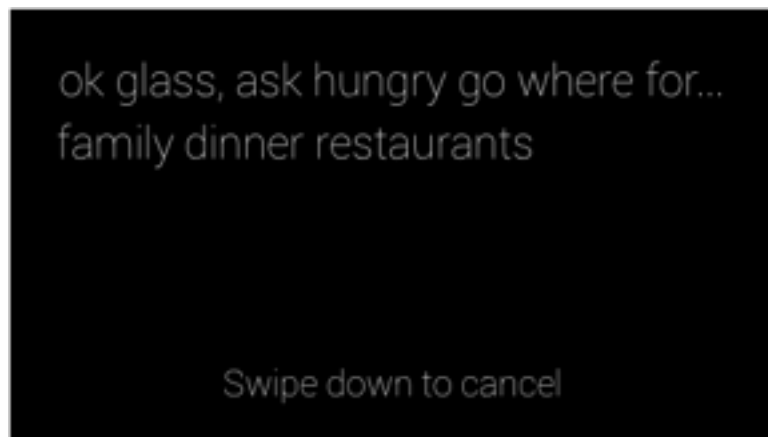 ok glass, ask hungry go where for...
family dinner restaurants
Swipe down to cancel